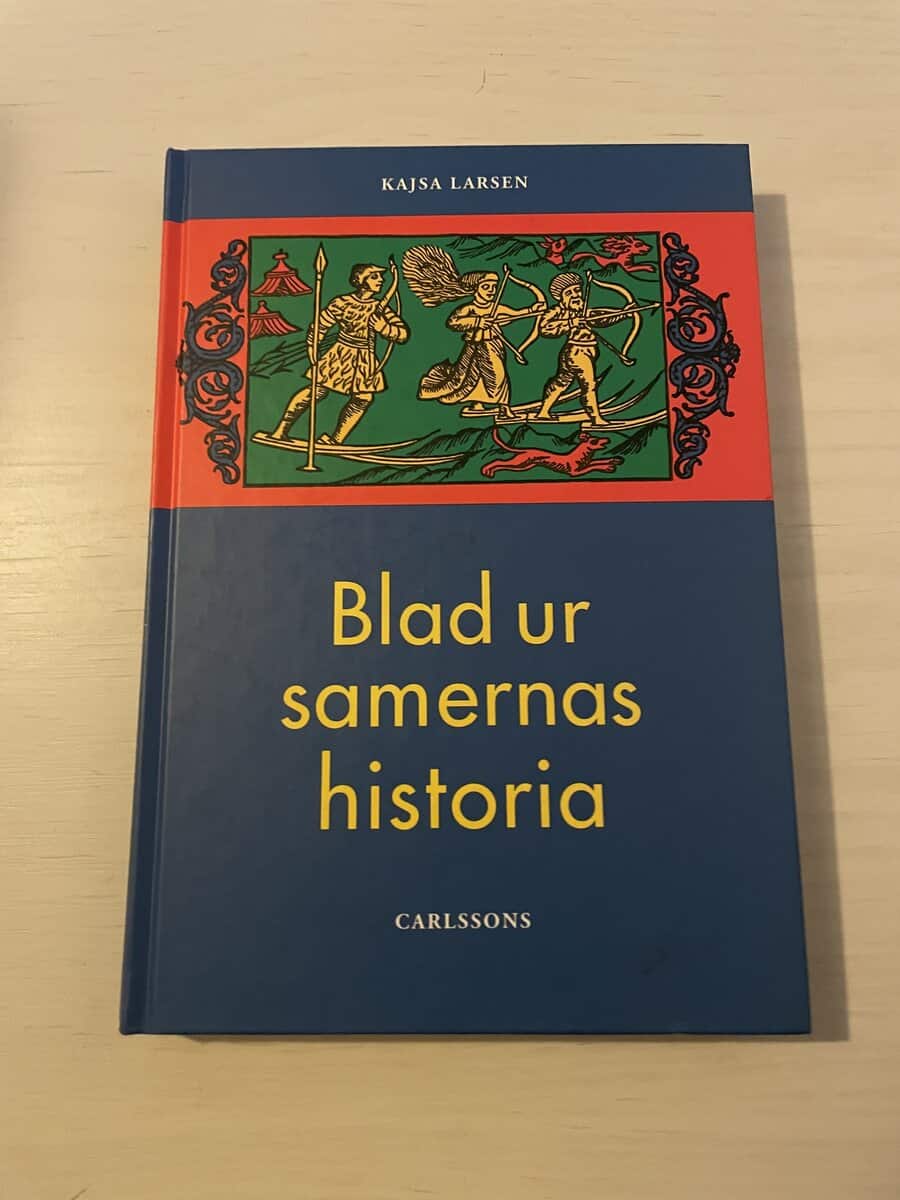 KAJSA LARSEN
Blad ur
samernas
historia
CARLSSONS